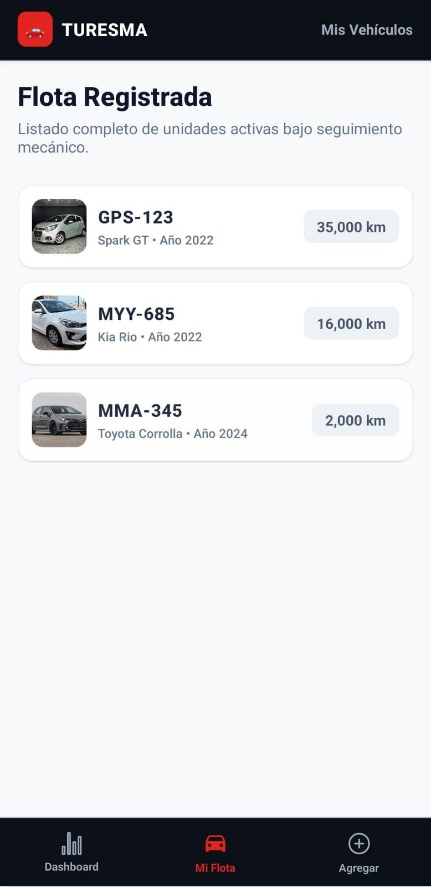 TURESMA
Mis Vehículos
Flota Registrada
Listado completo de unidades activas bajo seguimiento
mecánico.
GPS-123
Spark GT • Año 2022
35,000 km
MYY-685
Kia Rio • Año 2022
16,000 km
MMA-345
Toyota Corrolla • Año 2024
2,000 km
Dashboard
Mi Flota
Agregar